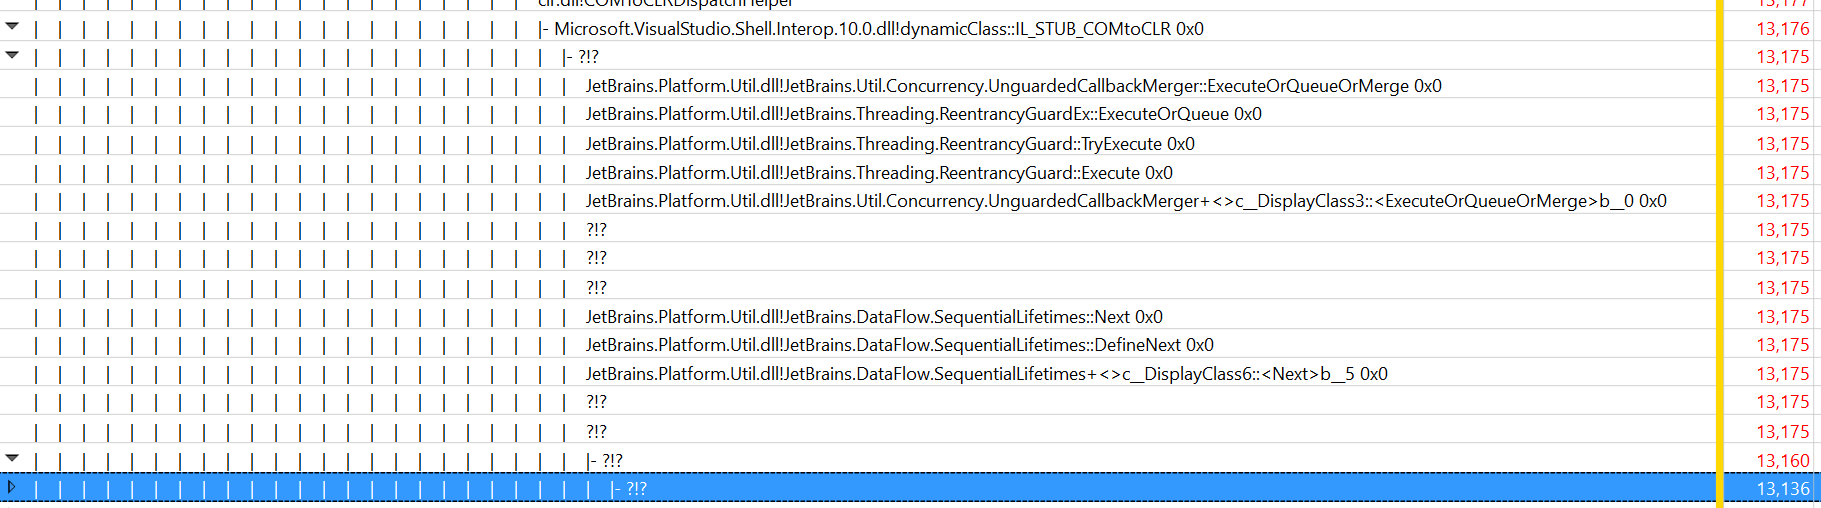 clr.dll!COMToCLRDispatchHelper 13,177
|- Microsoft.VisualStudio.Shell.Interop.10.0.dll!dynamicClass::IL_STUB_COMtoCLR 0x0 13,176
|- ?!? 13,175
JetBrains.Platform.Util.dll!JetBrains.Util.Concurrency.UnguardedCallbackMerger::ExecuteOrQueueOrMerge 0x0 13,175
JetBrains.Platform.Util.dll!JetBrains.Threading.ReentrancyGuardEx::ExecuteOrQueue 0x0 13,175
JetBrains.Platform.Util.dll!JetBrains.Threading.ReentrancyGuard::TryExecute 0x0 13,175
JetBrains.Platform.Util.dll!JetBrains.Threading.ReentrancyGuard::Execute 0x0 13,175
JetBrains.Platform.Util.dll!JetBrains.Util.Concurrency.UnguardedCallbackMerger+<>c__DisplayClass3::<ExecuteOrQueueOrMerge>b__0 0x0 13,175
?!? 13,175
?!? 13,175
?!? 13,175
JetBrains.Platform.Util.dll!JetBrains.DataFlow.SequentialLifetimes::Next 0x0 13,175
JetBrains.Platform.Util.dll!JetBrains.DataFlow.SequentialLifetimes::DefineNext 0x0 13,175
JetBrains.Platform.Util.dll!JetBrains.DataFlow.SequentialLifetimes+<>c__DisplayClass6::<Next>b__5 0x0 13,175
?!? 13,175
?!? 13,175
|- ?!? 13,160
|- ?!? 13,136